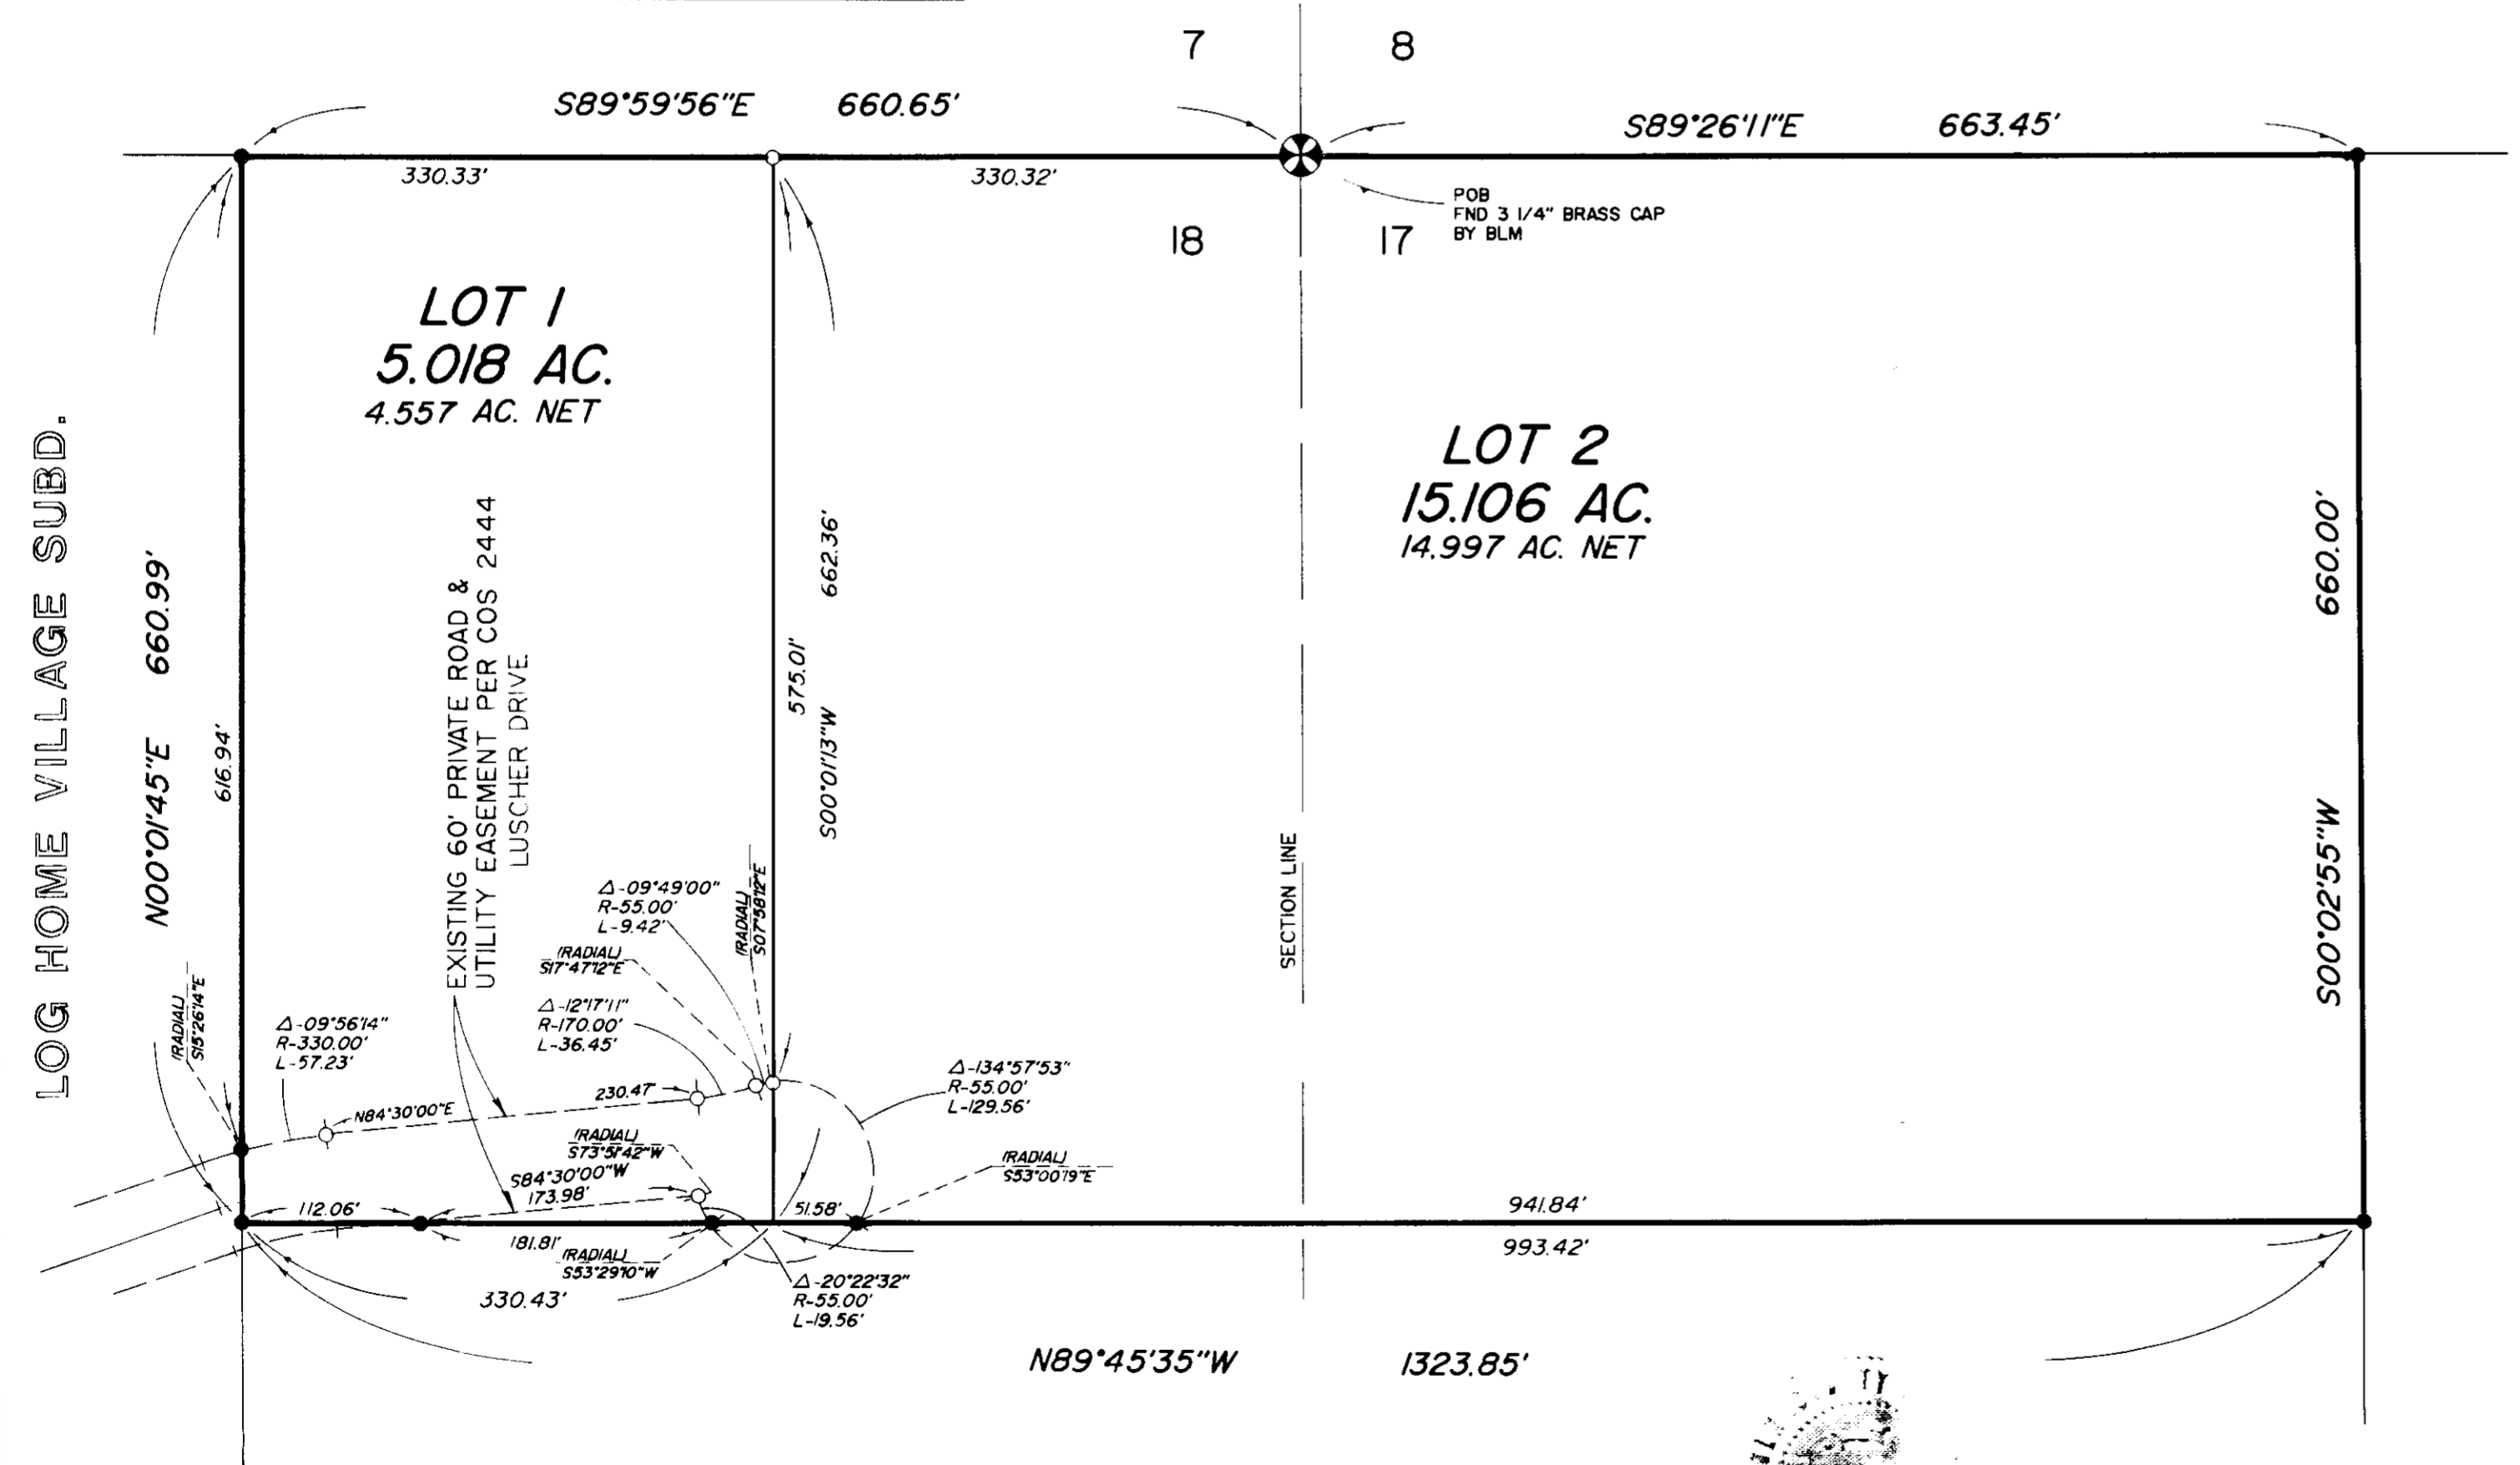 7 8
S89°59'56"E 660.65'
S89°26'11"E 663.45'
330.33'
330.32'
POB
FND 3 1/4" BRASS CAP
BY BLM
18 17
LOT 1
5.018 AC.
4.557 AC. NET
LOT 2
15.106 AC.
14.997 AC. NET
LOG HOME VILLAGE SUBD.
N00°01'45"E 660.99'
616.94'
EXISTING 60' PRIVATE ROAD &
UTILITY EASEMENT PER COS 2444
LUSCHER DRIVE
575.01'
S00°01'13"W 662.36'
SECTION LINE
S00°02'55"W 660.00'
Δ-09°49'00"
R-55.00'
L-9.42'
(RADIAL)
S07°58'12"E
(RADIAL)
S17°47'12"E
Δ-12°17'11"
R-170.00'
L-36.45'
(RADIAL)
S15°26'14"E
Δ-09°56'14"
R-330.00'
L-57.23'
N84°30'00"E
230.47'
Δ-134°57'53"
R-55.00'
L-129.56'
(RADIAL)
S73°51'42"W
S84°30'00"W
173.98'
(RADIAL)
S53°00'19"E
112.06'
51.58'
941.84'
181.81'
(RADIAL)
S53°29'10"W
993.42'
330.43'
Δ-20°22'32"
R-55.00'
L-19.56'
N89°45'35"W 1323.85'